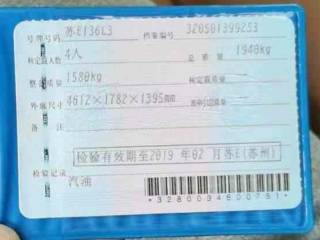 号牌号码 苏E136L3 档案编号 320501399253
核定载人数 4人 总质量 1940kg
整备质量 1580kg 核定载质量
外廓尺寸 4612×1782×1395mm 准牵引总质量
备注
检验有效期至2019 年 02 月苏E(苏州)
检验记录
汽油